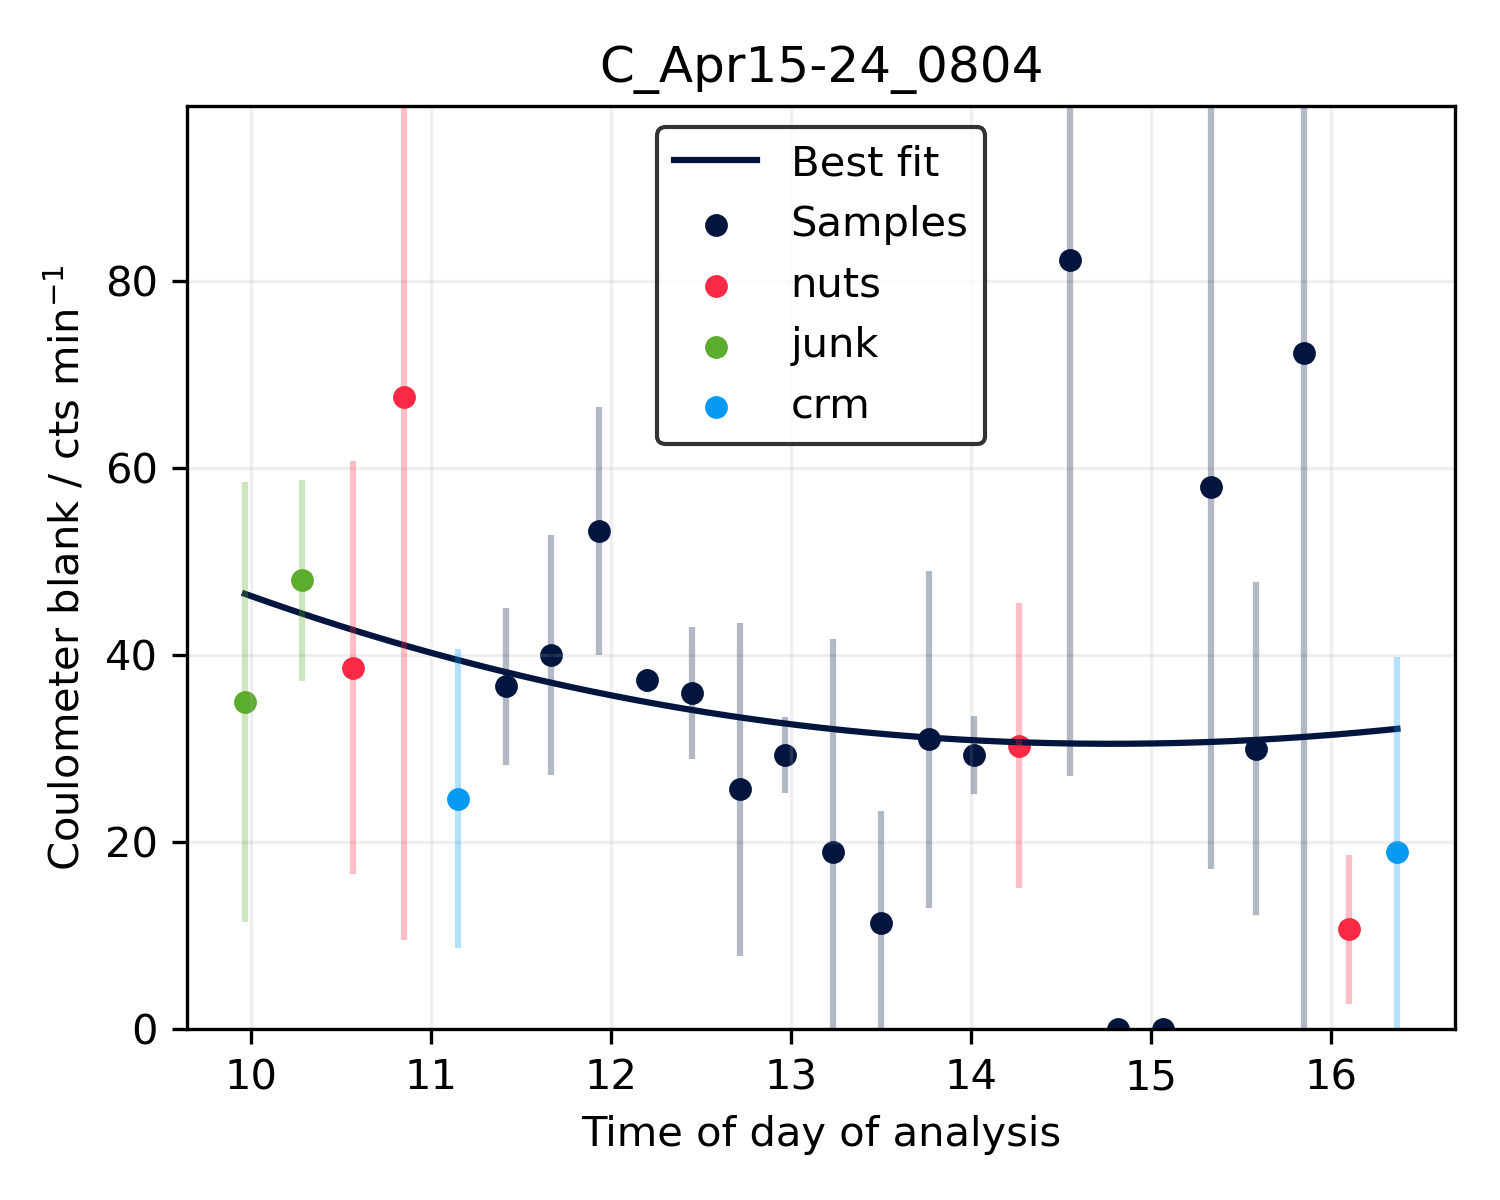 C_Apr15-24_0804
Best fit
Samples
nuts
junk
crm
Coulometer blank / cts min⁻¹
80
60
40
20
0
10 11 12 13 14 15 16
Time of day of analysis